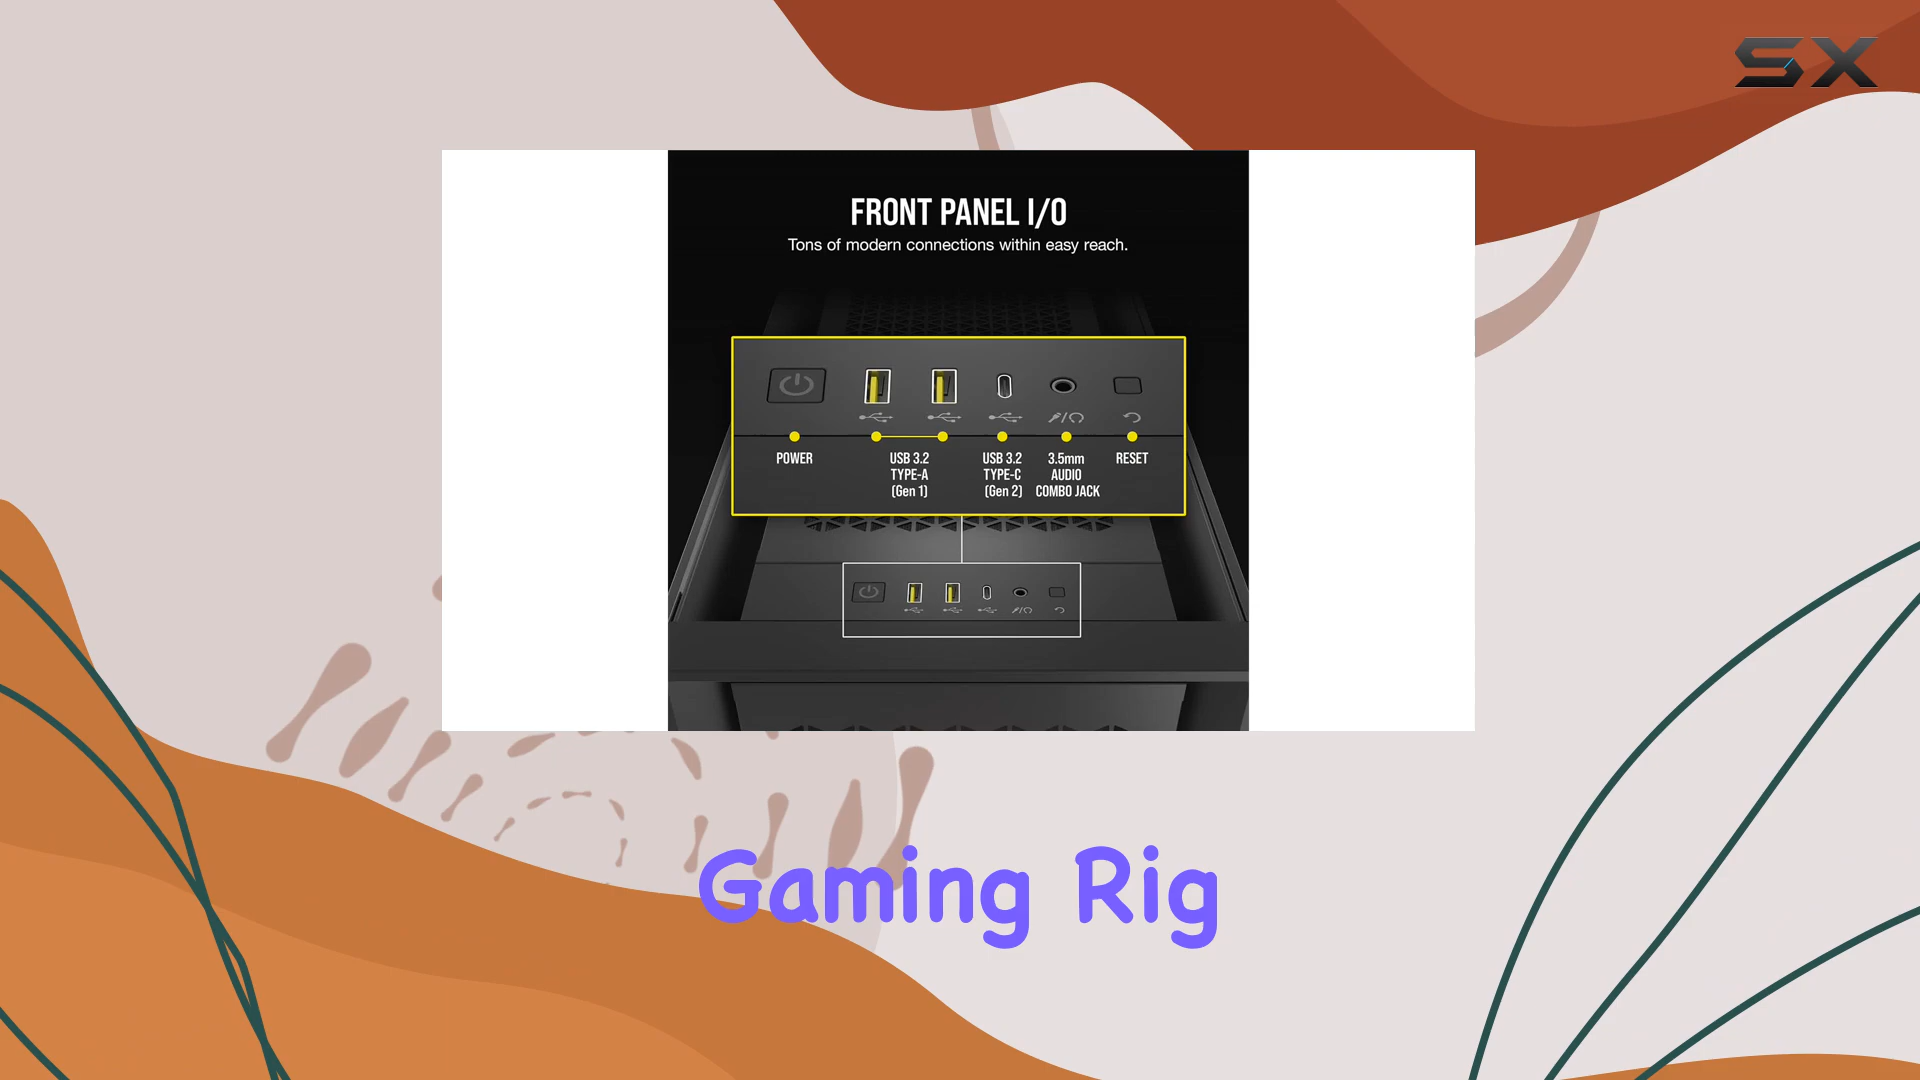 SX
FRONT PANEL I/O
Tons of modern connections within easy reach.
POWER
USB 3.2
TYPE-A
(Gen 1)
USB 3.2
TYPE-C
(Gen 2)
3.5mm
AUDIO
COMBO JACK
RESET
Gaming Rig